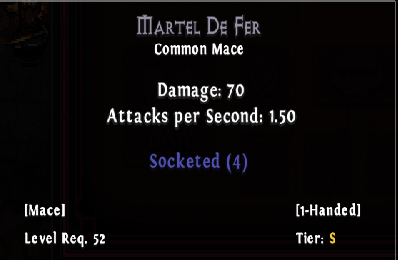 Martel De Fer
Common Mace
Damage: 70
Attacks per Second: 1.50
Socketed (4)
[Mace] [1-Handed]
Level Req. 52 Tier: S